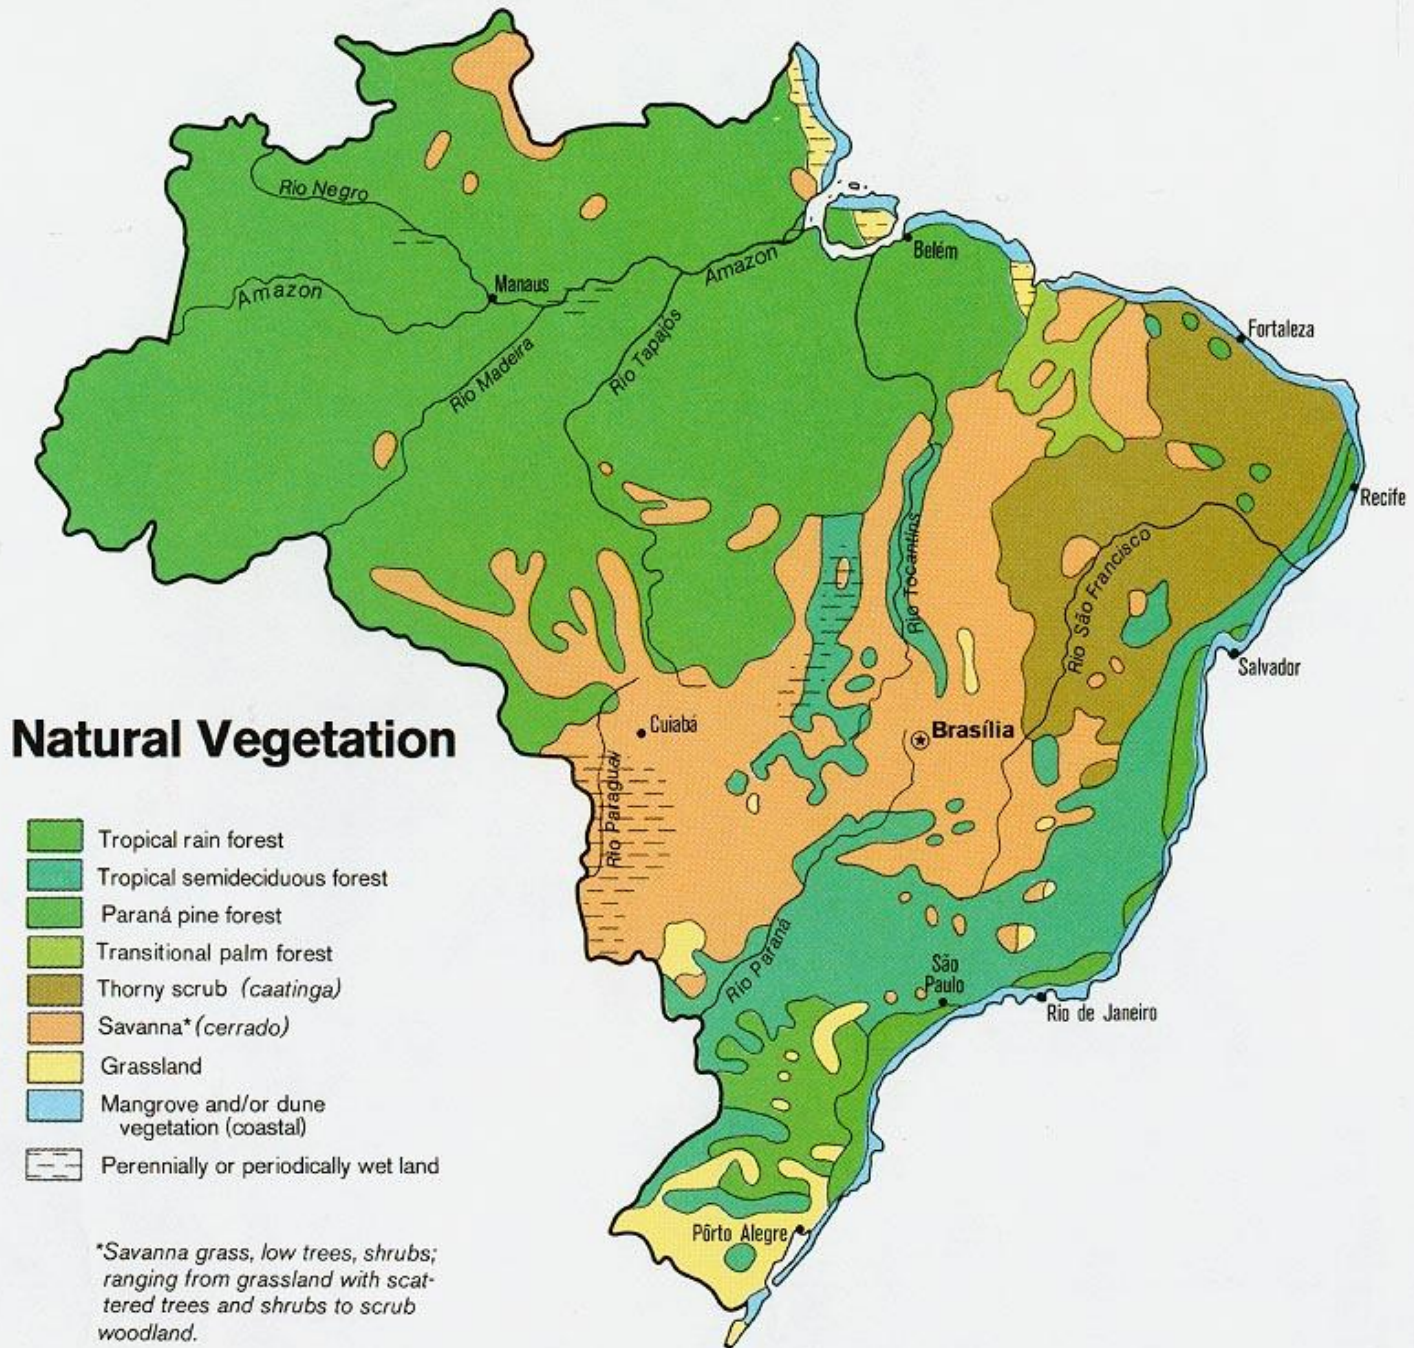 Rio Negro
Amazon
Manaus
Amazon
Belém
Rio Madeira
Rio Tapajós
Fortaleza
Recife
Rio Tocantins
Rio São Francisco
Salvador
Cuiabá
Brasília
Rio Paraguai
Rio Paraná
São
Paulo
Rio de Janeiro
Pôrto Alegre
Natural Vegetation
Tropical rain forest
Tropical semideciduous forest
Paraná pine forest
Transitional palm forest
Thorny scrub (caatinga)
Savanna* (cerrado)
Grassland
Mangrove and/or dune
vegetation (coastal)
Perennially or periodically wet land
*Savanna grass, low trees, shrubs;
ranging from grassland with scat-
tered trees and shrubs to scrub
woodland.